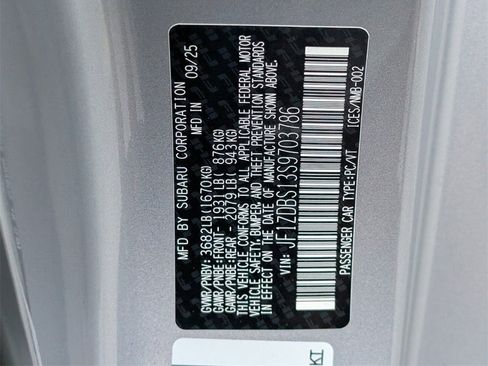 MFD BY SUBARU CORPORATION
MFD. IN 09/25
GVWR/PNBV: 3682LB(1670KG)
GAWR/PNBE:FRONT- 1931LB( 876KG)
GAWR/PNBE:REAR - 2079LB( 943KG)
THIS VEHICLE CONFORMS TO ALL APPLICABLE FEDERAL MOTOR
VEHICLE SAFETY,BUMPER,AND THEFT PREVENTION STANDARDS
IN EFFECT ON THE DATE OF MANUFACTURE SHOWN ABOVE.
VIN: JF1ZDBS13S9703786
ICES/NMB-002
PASSENGER CAR TYPE:PC/VT